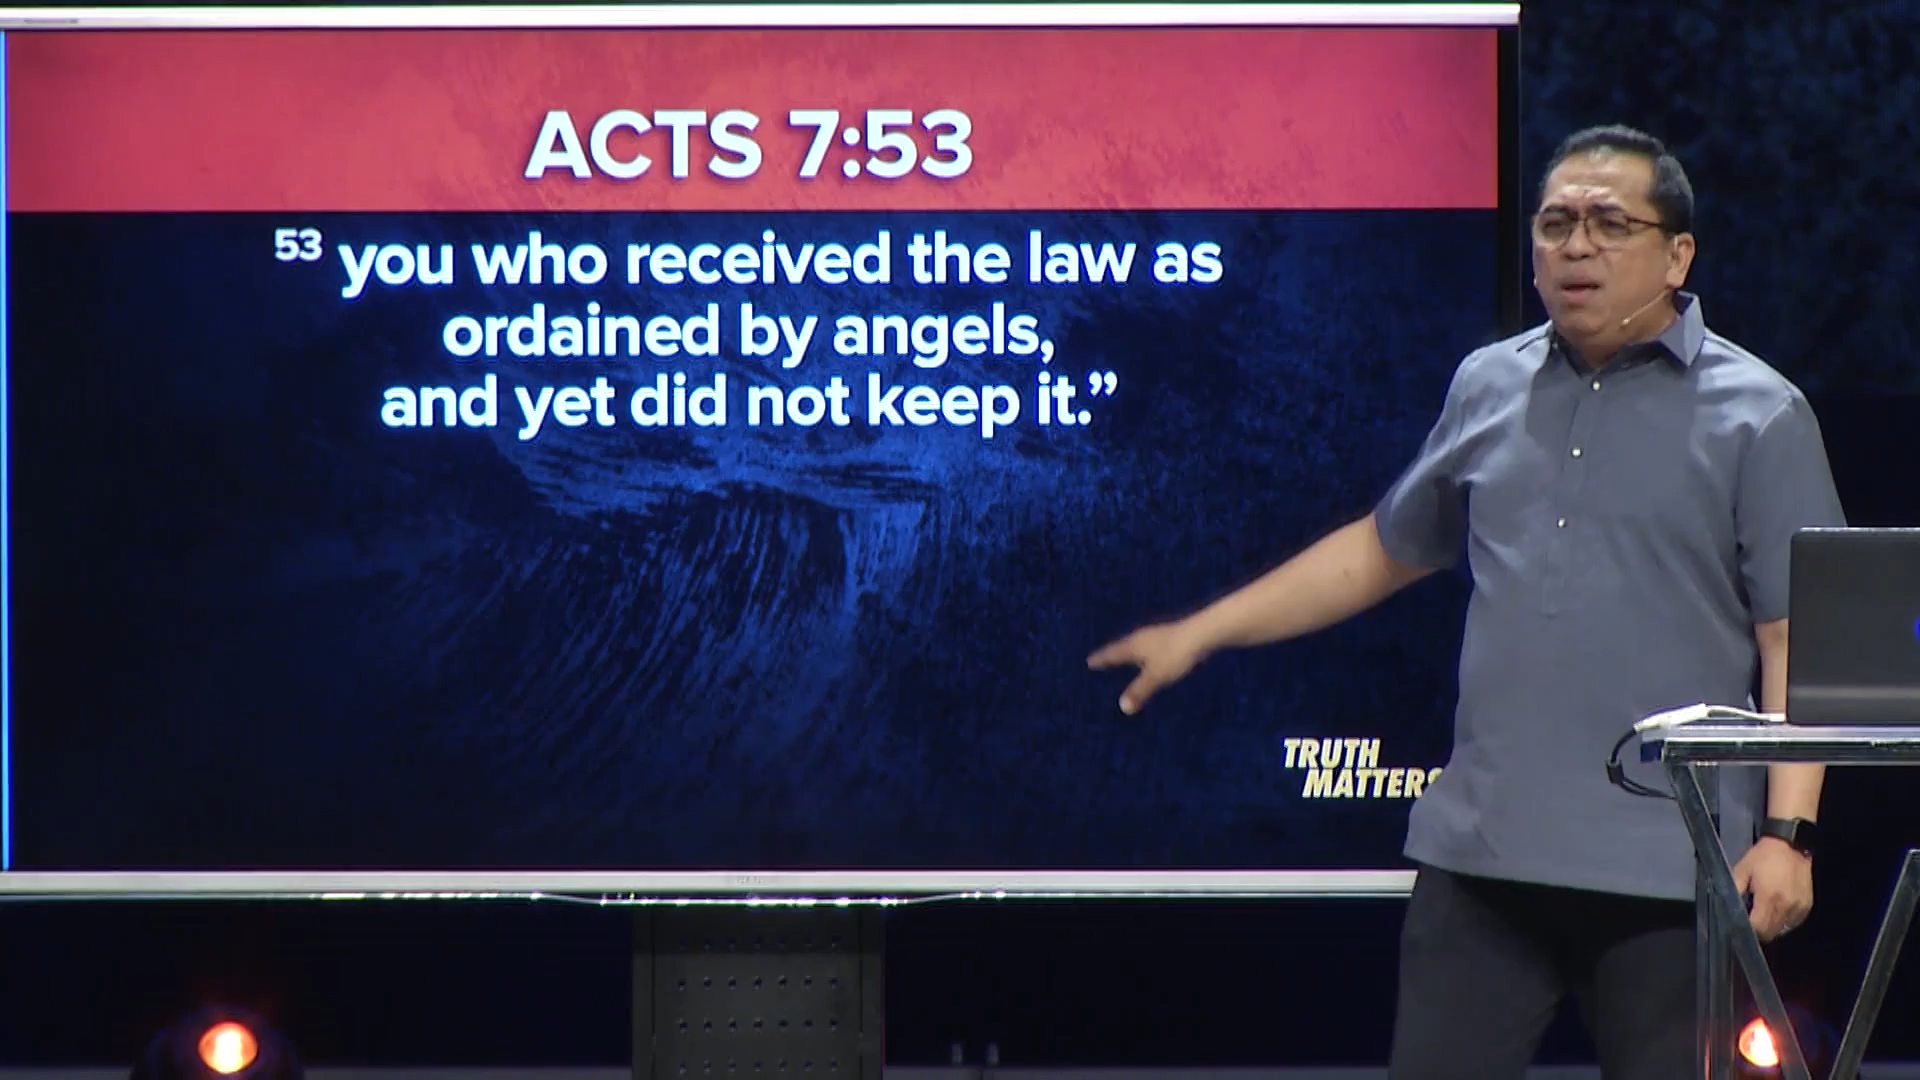 ACTS 7:53
53 you who received the law as
ordained by angels,
and yet did not keep it.”
TRUTH
MATTERS